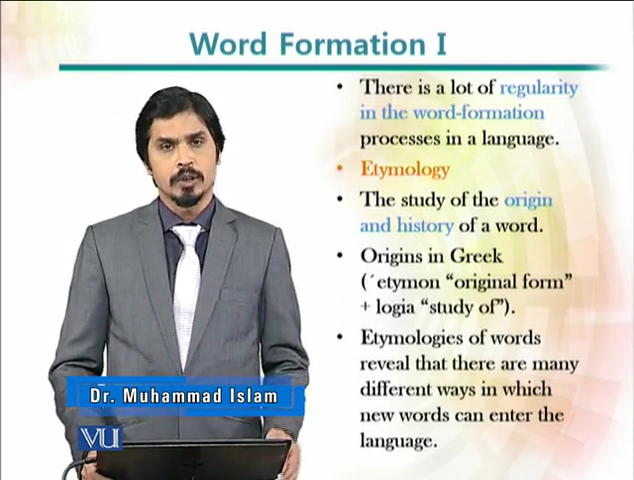 Word Formation I
• There is a lot of regularity
in the word-formation
processes in a language.
• Etymology
• The study of the origin
and history of a word.
• Origins in Greek
(´etymon “original form”
+ logia “study of”).
• Etymologies of words
reveal that there are many
different ways in which
new words can enter the
language.
Dr. Muhammad Islam
VU